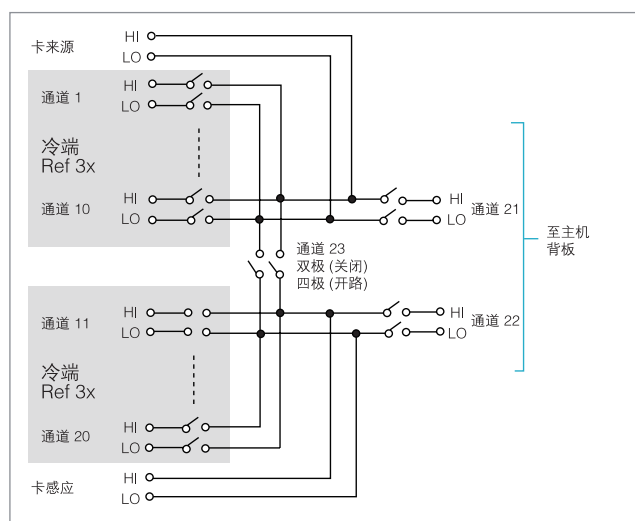 卡来源
HI
LO
通道 1
HI
LO
冷端
Ref 3x
通道 10
HI
LO
HI
LO
通道 21
至主机
背板
通道 23
双极 (关闭)
四极 (开路)
通道 11
HI
LO
HI
LO
通道 22
冷端
Ref 3x
通道 20
HI
LO
卡感应
HI
LO